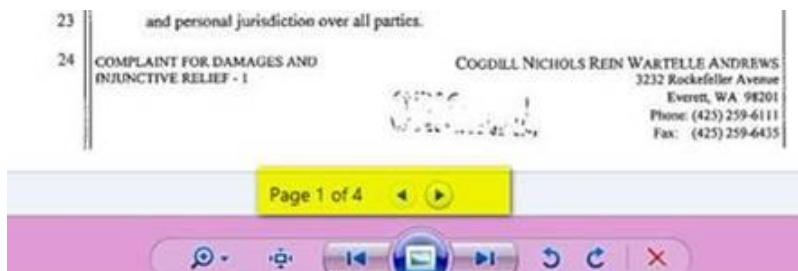 23 and personal jurisdiction over all parties.
24 COMPLAINT FOR DAMAGES AND
INJUNCTIVE RELIEF - 1
COGDILL NICHOLS REIN WARTELLE ANDREWS
3232 Rockefeller Avenue
Everett, WA 98201
Phone: (425) 259-6111
Fax: (425) 259-6435
Page 1 of 4